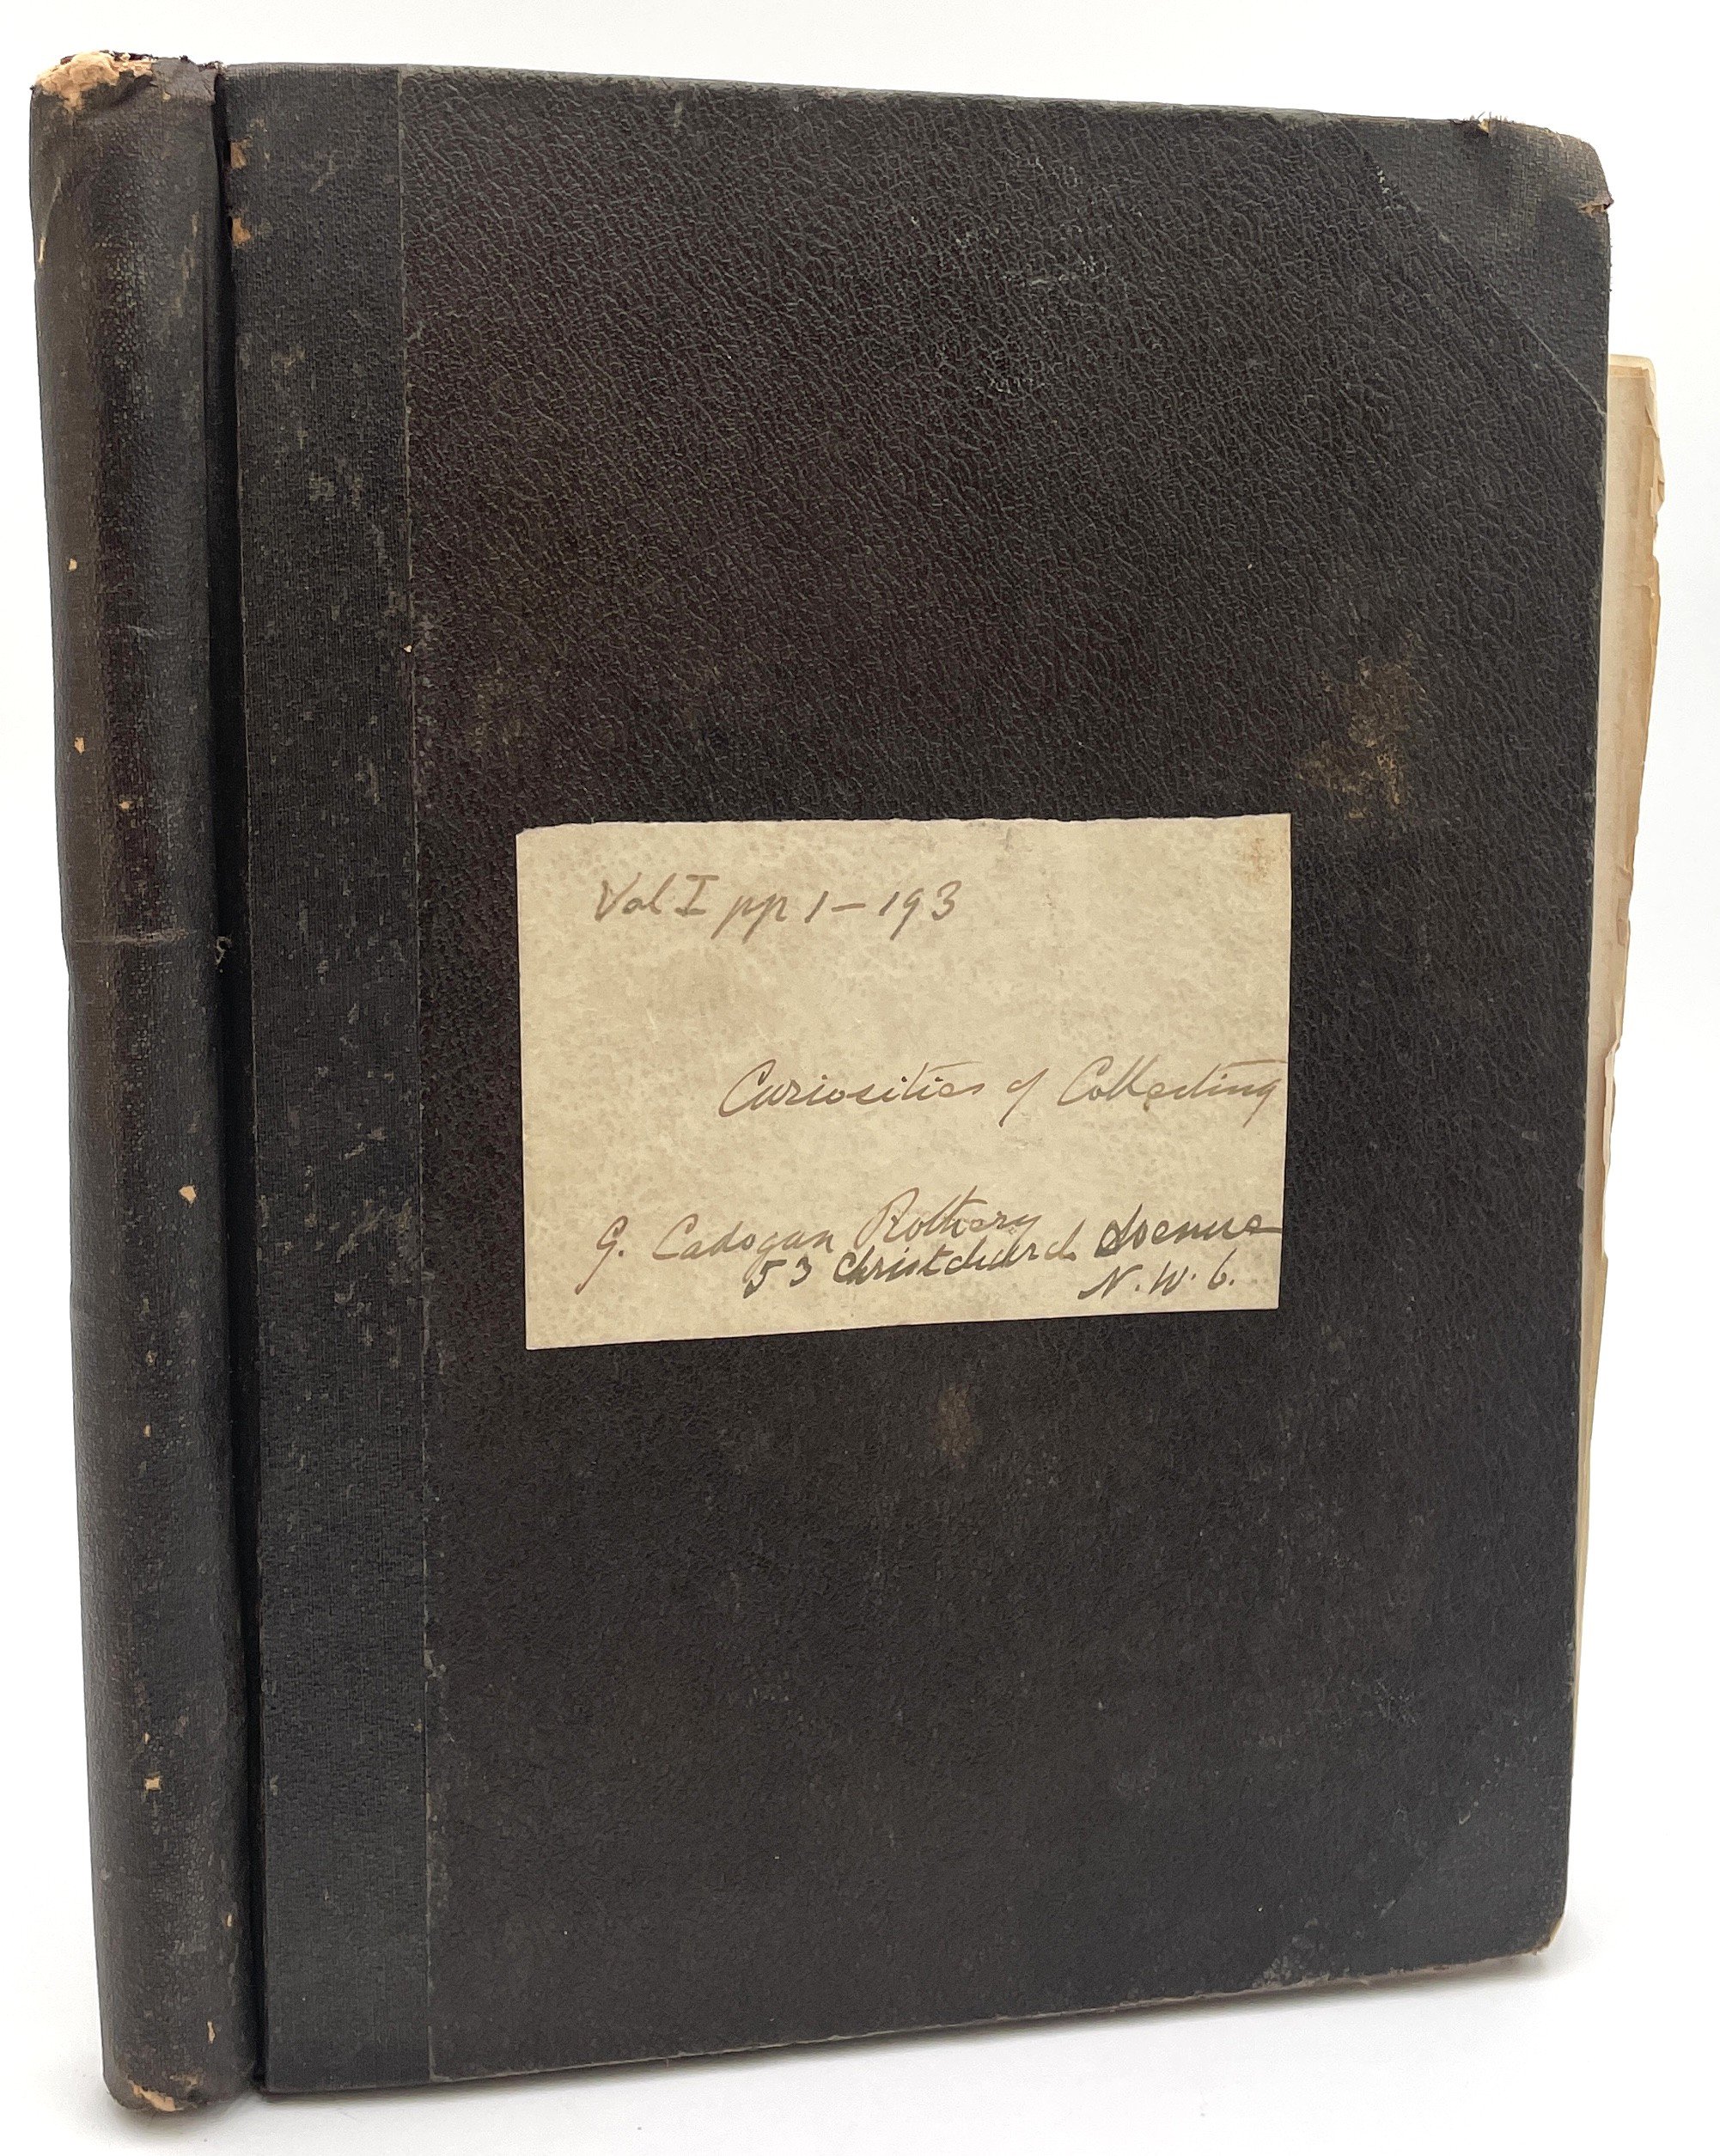 Vol I pp 1 – 193
Curiosities of Collecting
G. Cadogan Rothery
53 Christchurch Avenue
N. W. 6.